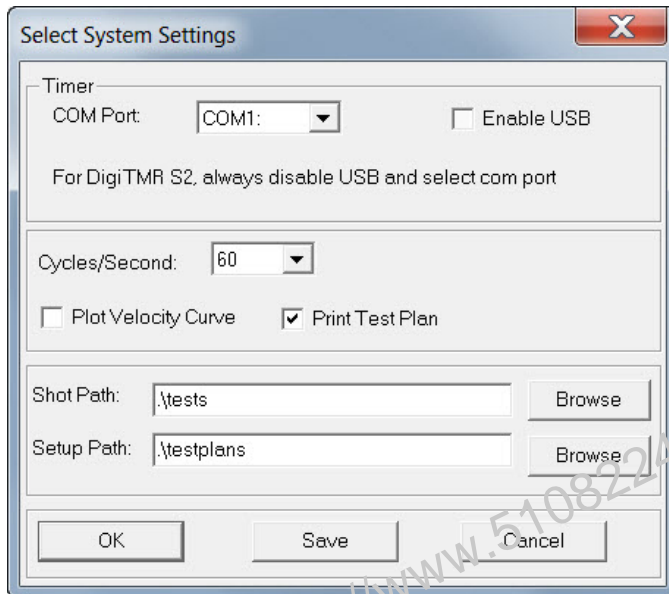 Select System Settings
Timer
COM Port: COM1: Enable USB
For DigiTMR S2, always disable USB and select com port
Cycles/Second: 60
Plot Velocity Curve Print Test Plan
Shot Path: .\tests Browse
Setup Path: .\testplans Browse
OK Save Cancel
//www.5108224